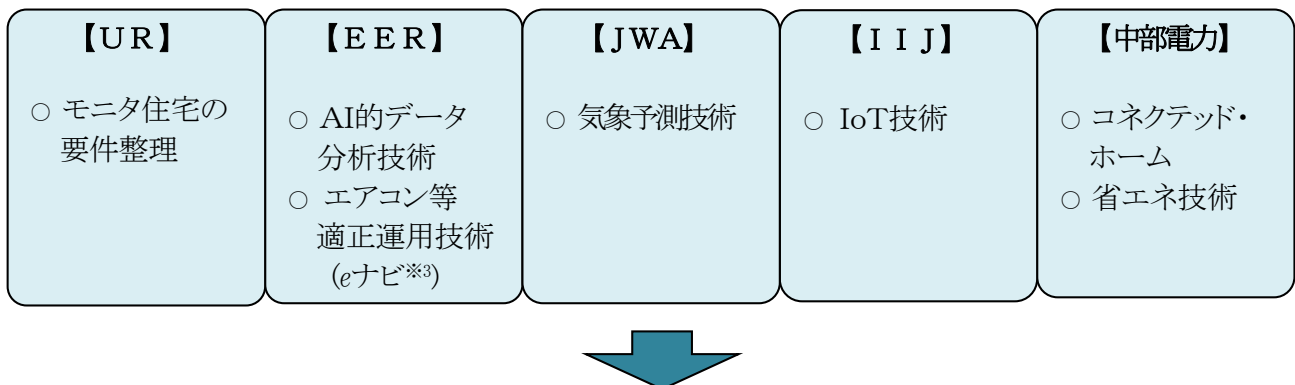 【ＵＲ】
○ モニタ住宅の
要件整理
【ＥＥＲ】
○ AI的データ
分析技術
○ エアコン等
適正運用技術
（eナビ※3）
【JWA】
○ 気象予測技術
【ＩＩＪ】
○ IoT技術
【中部電力】
○ コネクテッド・
ホーム
○ 省エネ技術